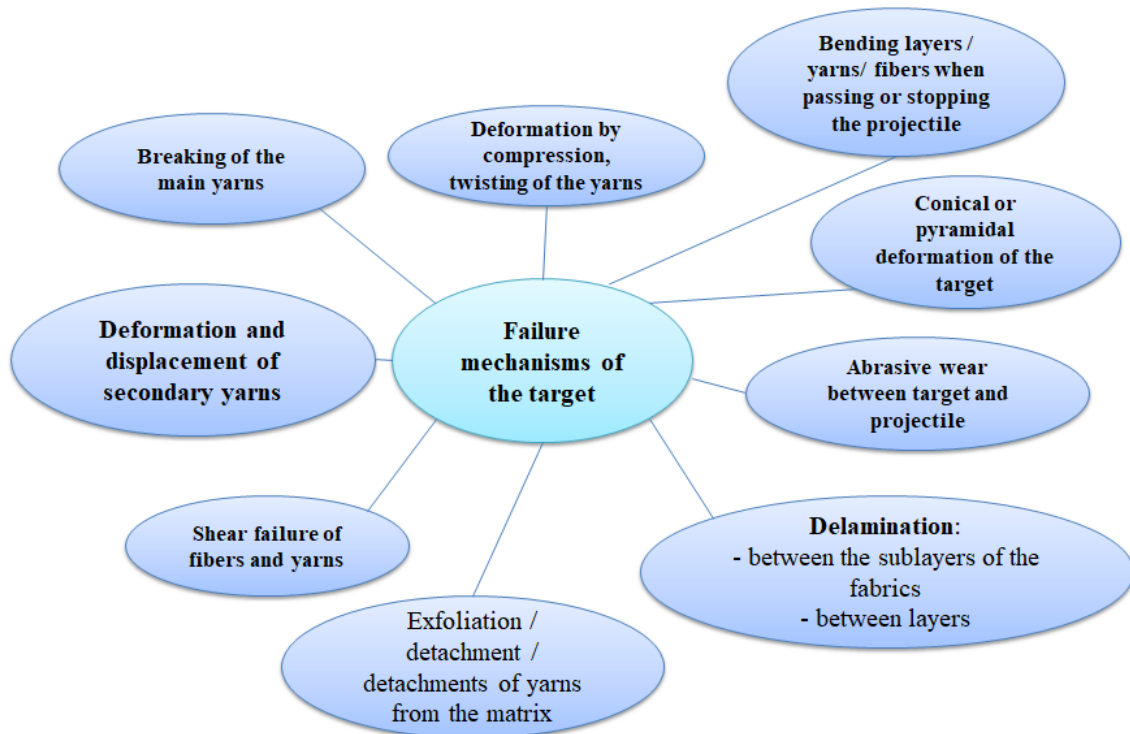 Bending layers /
yarns/ fibers when
passing or stopping
the projectile
Deformation by
compression,
twisting of the yarns
Breaking of the
main yarns
Conical or
pyramidal
deformation of the
target
Deformation and
displacement of
secondary yarns
Failure
mechanisms of
the target
Abrasive wear
between target and
projectile
Shear failure of
fibers and yarns
Delamination:
- between the sublayers of the
fabrics
- between layers
Exfoliation /
detachment /
detachments of yarns
from the matrix